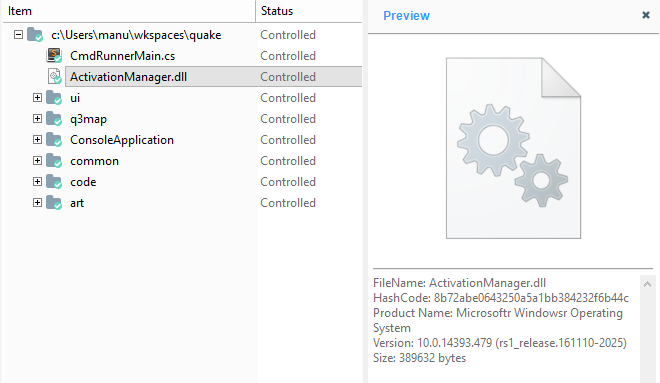 Item Status
c:\Users\manu\wkspaces\quake Controlled
CmdRunnerMain.cs Controlled
ActivationManager.dll Controlled
ui Controlled
q3map Controlled
ConsoleApplication Controlled
common Controlled
code Controlled
art Controlled
Preview
FileName: ActivationManager.dll
HashCode: 8b72abe0643250a5a1bb384232f6b44c
Product Name: Microsoftr Windowsr Operating
System
Version: 10.0.14393.479 (rs1_release.161110-2025)
Size: 389632 bytes